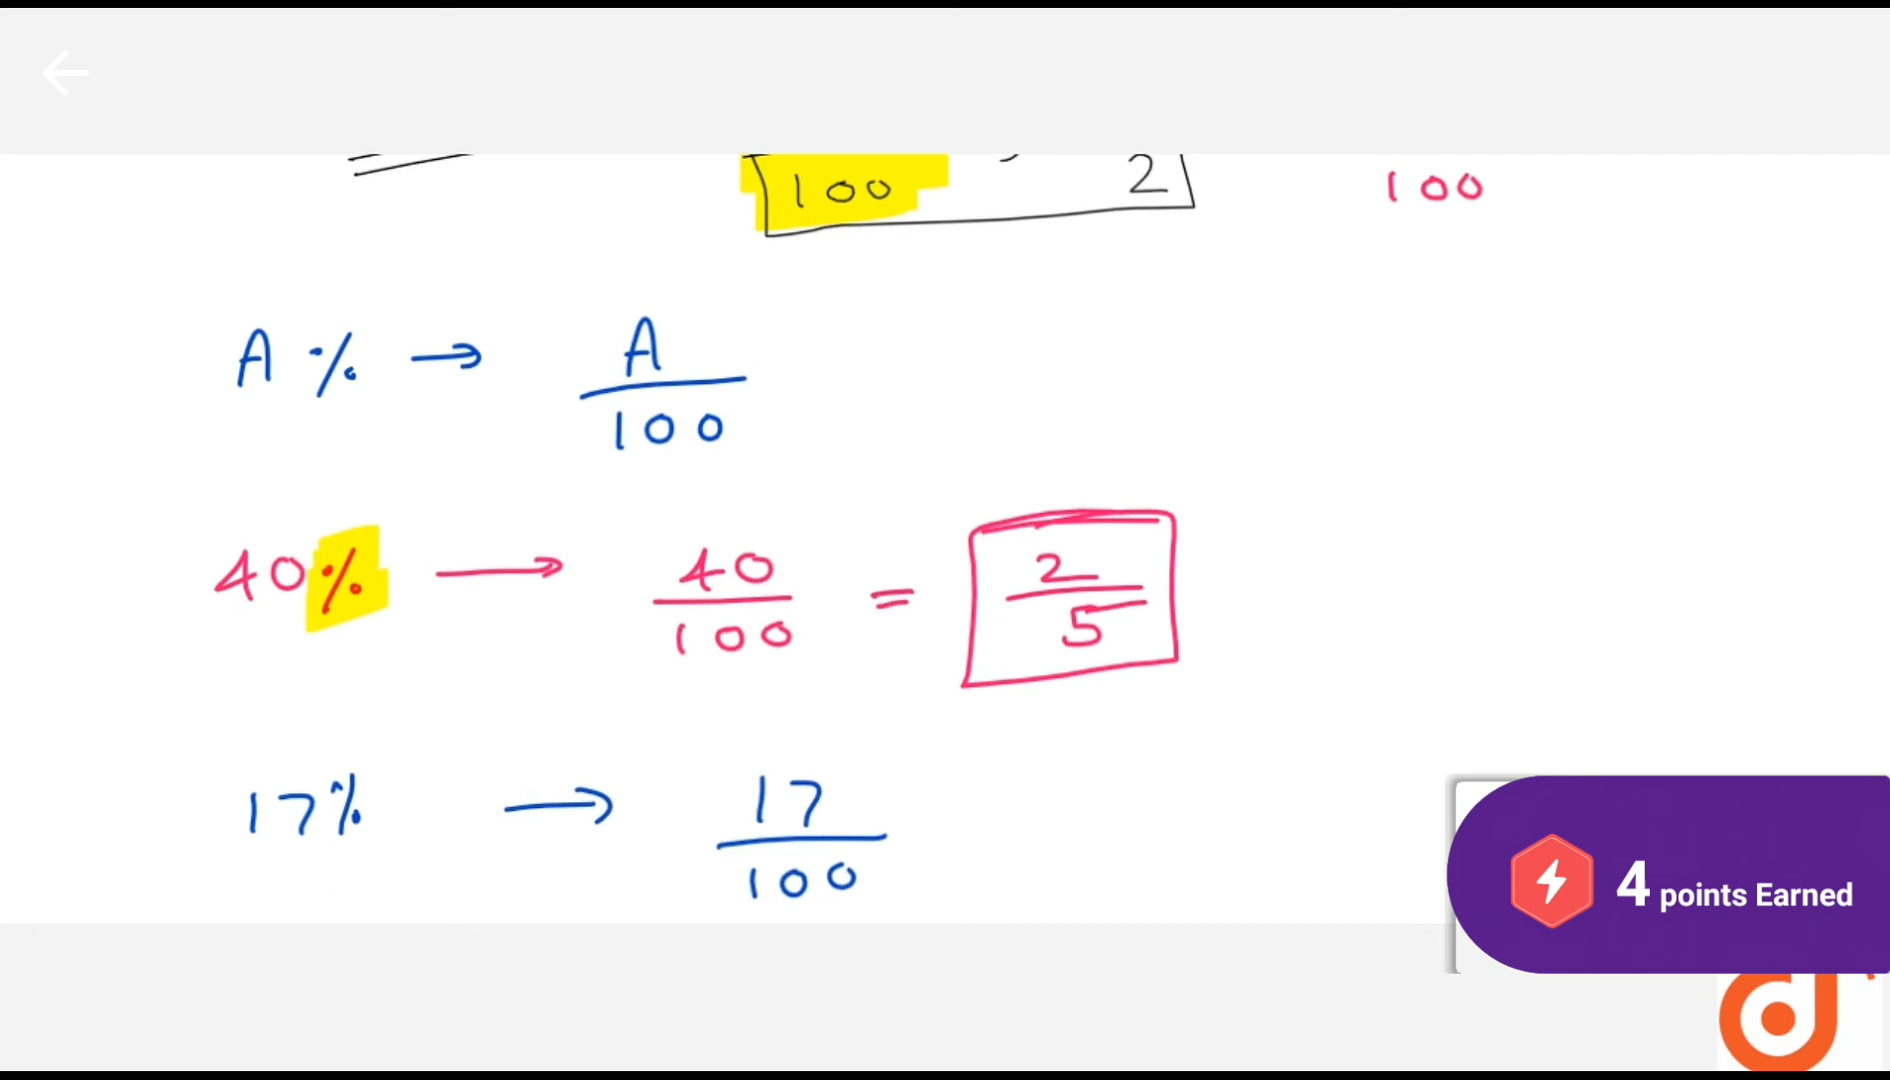 100 2 100
A % → A
100
40% → 40 = 2
100 5
17% → 17
100
4 points Earned
d